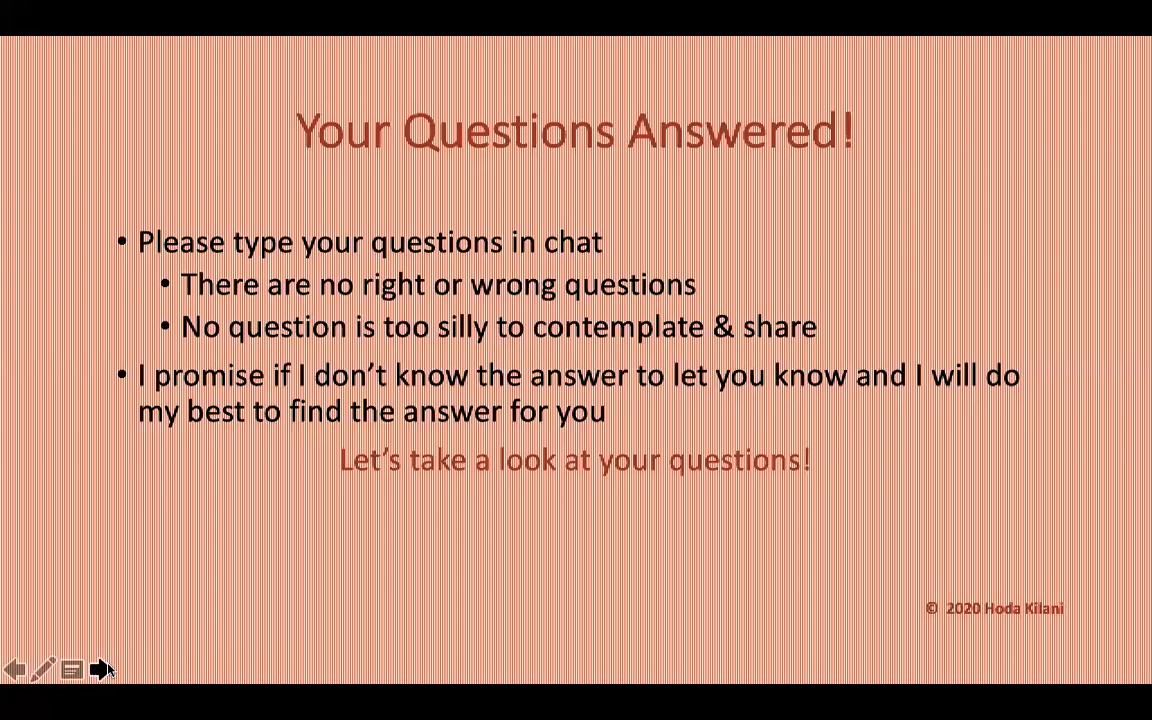 Your Questions Answered!
• Please type your questions in chat
• There are no right or wrong questions
• No question is too silly to contemplate & share
• I promise if I don't know the answer to let you know and I will do
my best to find the answer for you
Let's take a look at your questions!
© 2020 Hoda Kilani